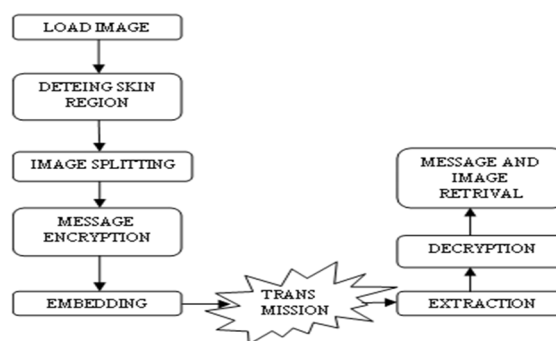 LOAD IMAGE
DETEING SKIN
REGION
IMAGE SPLITTING
MESSAGE
ENCRYPTION
EMBEDDING
TRANS
MISSION
EXTRACTION
DECRYPTION
MESSAGE AND
IMAGE
RETRIVAL